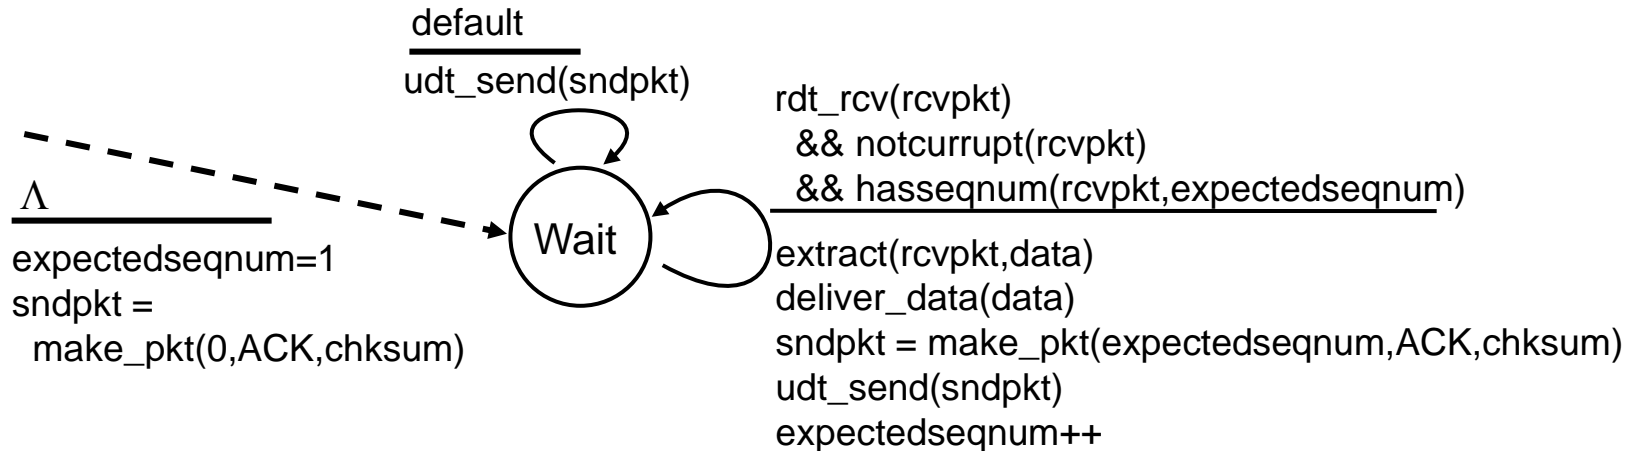 default
udt_send(sndpkt)
rdt_rcv(rcvpkt)
&& notcurrupt(rcvpkt)
&& hasseqnum(rcvpkt,expectedseqnum)
Λ
Wait
expectedseqnum=1
sndpkt =
make_pkt(0,ACK,chksum)
extract(rcvpkt,data)
deliver_data(data)
sndpkt = make_pkt(expectedseqnum,ACK,chksum)
udt_send(sndpkt)
expectedseqnum++